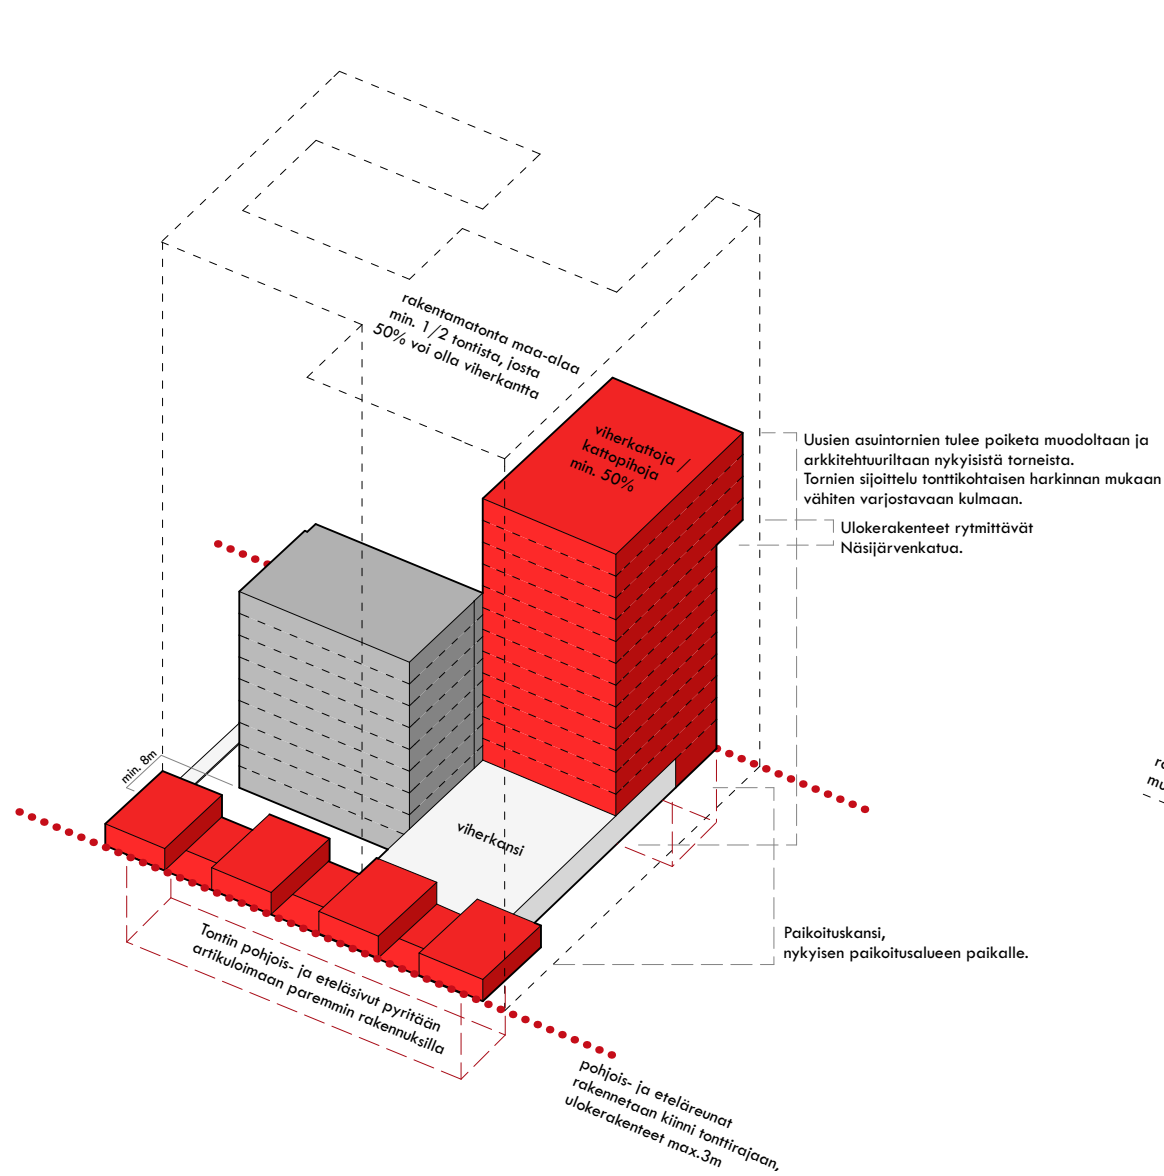 rakentamatonta maa-alaa
min. 1/2 tontista, josta
50% voi olla viherkantta
viherkattoja /
kattopihoja
min. 50%
Uusien asuintornien tulee poiketa muodoltaan ja
arkkitehtuuriltaan nykyisistä torneista.
Tornien sijoittelu tonttikohtaisen harkinnan mukaan
vähiten varjostavaan kulmaan.
Ulokerakenteet rytmittävät
Näsijärvenkatua.
min. 8m
viherkansi
Paikoituskansi,
nykyisen paikoitusalueen paikalle.
Tontin pohjois- ja eteläsivut pyritään
artikuloimaan paremmin rakennuksilla
pohjois- ja eteläreunat
rakennetaan kiinni tonttirajaan,
ulokerakenteet max.3m